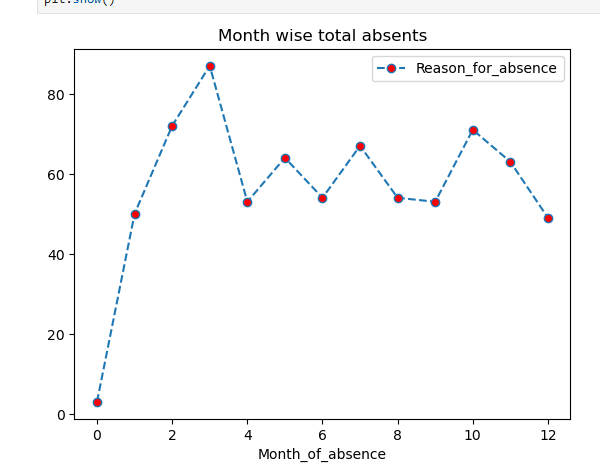 plt.show()
Month wise total absents
Reason_for_absence
80
60
40
20
0
0 2 4 6 8 10 12
Month_of_absence